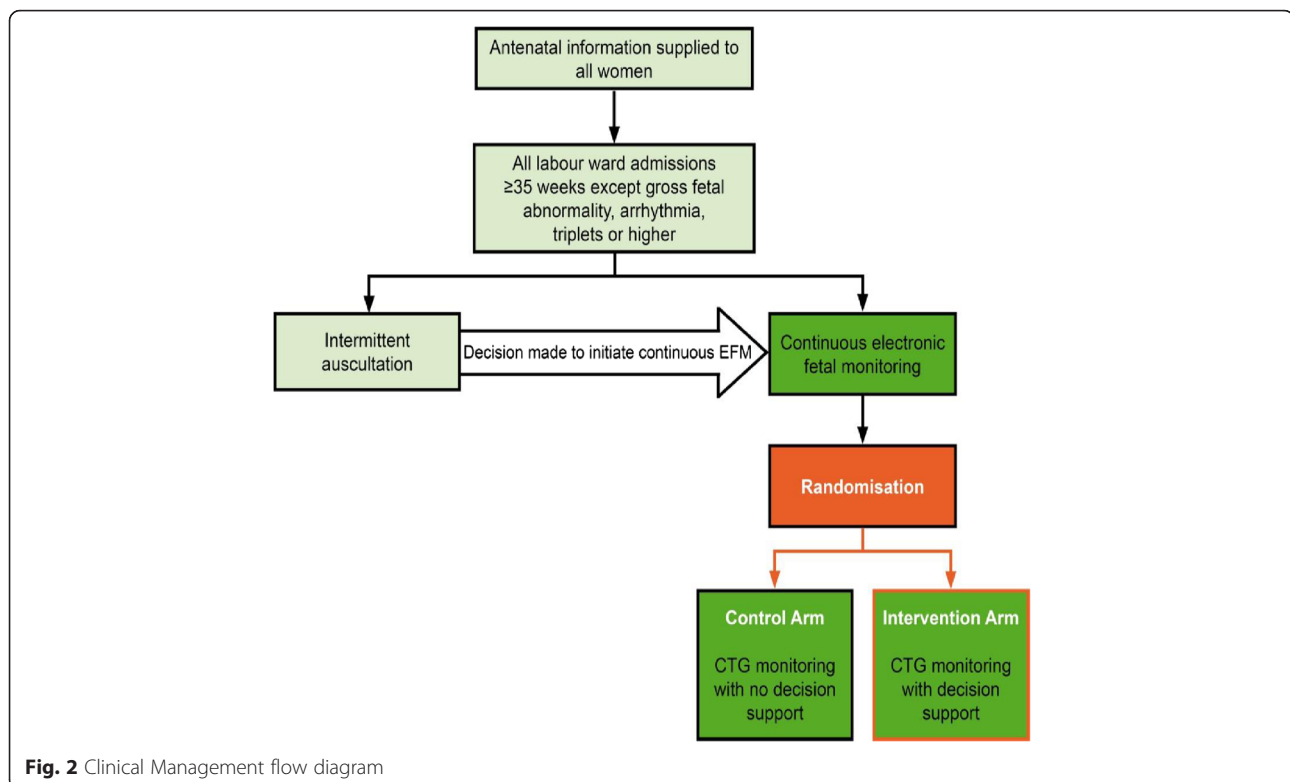 Antenatal information supplied to
all women
All labour ward admissions
≥35 weeks except gross fetal
abnormality, arrhythmia,
triplets or higher
Intermittent
auscultation
Decision made to initiate continuous EFM
Continuous electronic
fetal monitoring
Randomisation
Control Arm
CTG monitoring
with no decision
support
Intervention Arm
CTG monitoring
with decision
support
Fig. 2 Clinical Management flow diagram